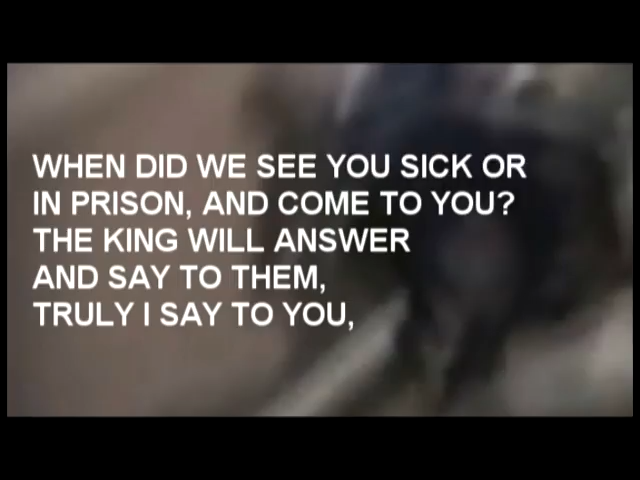 WHEN DID WE SEE YOU SICK OR
IN PRISON, AND COME TO YOU?
THE KING WILL ANSWER
AND SAY TO THEM,
TRULY I SAY TO YOU,